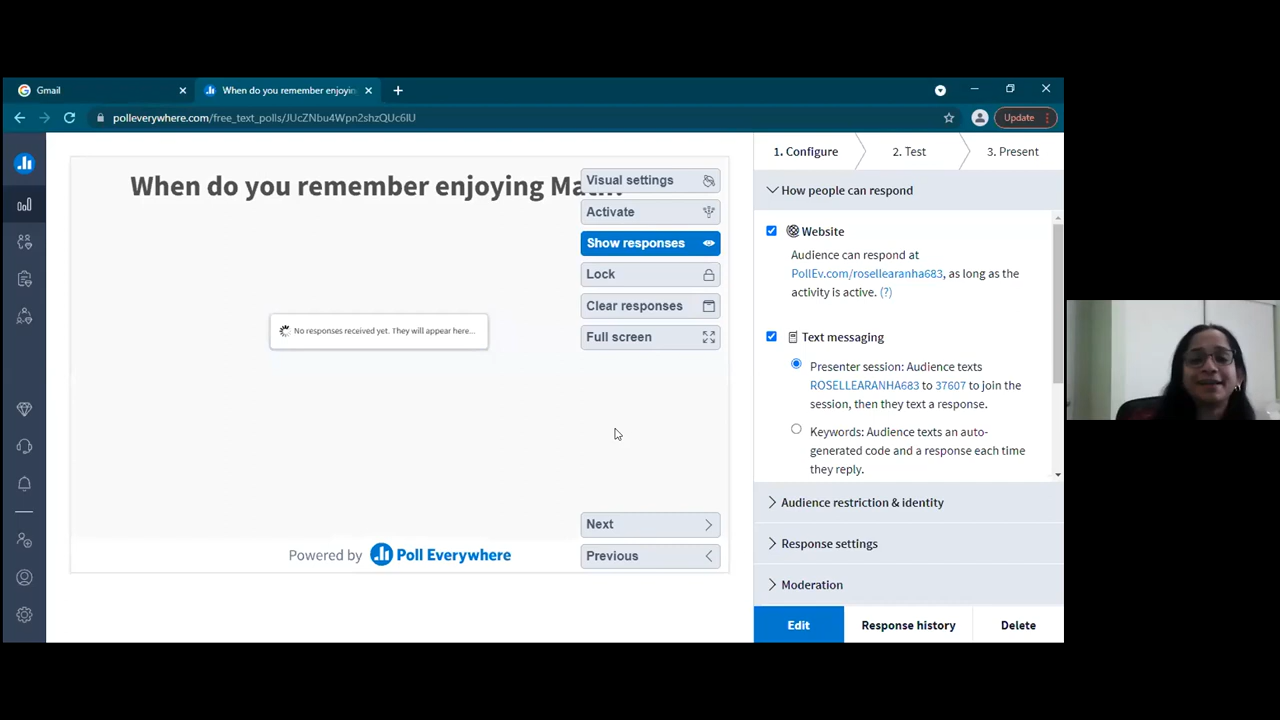 Gmail
When do you remember enjoyin
polleverywhere.com/free_text_polls/JUcZNbu4Wpn2shzQUc6lU
Update
When do you remember enjoying Ma
Visual settings
Activate
Show responses
Lock
Clear responses
Full screen
No responses received yet. They will appear here...
Next
Previous
Powered by Poll Everywhere
1. Configure
2. Test
3. Present
How people can respond
Website
Audience can respond at
PollEv.com/rosellearanha683, as long as the
activity is active. (?)
Text messaging
Presenter session: Audience texts
ROSELLEARANHA683 to 37607 to join the
session, then they text a response.
Keywords: Audience texts an auto-
generated code and a response each time
they reply.
Audience restriction & identity
Response settings
Moderation
Edit
Response history
Delete